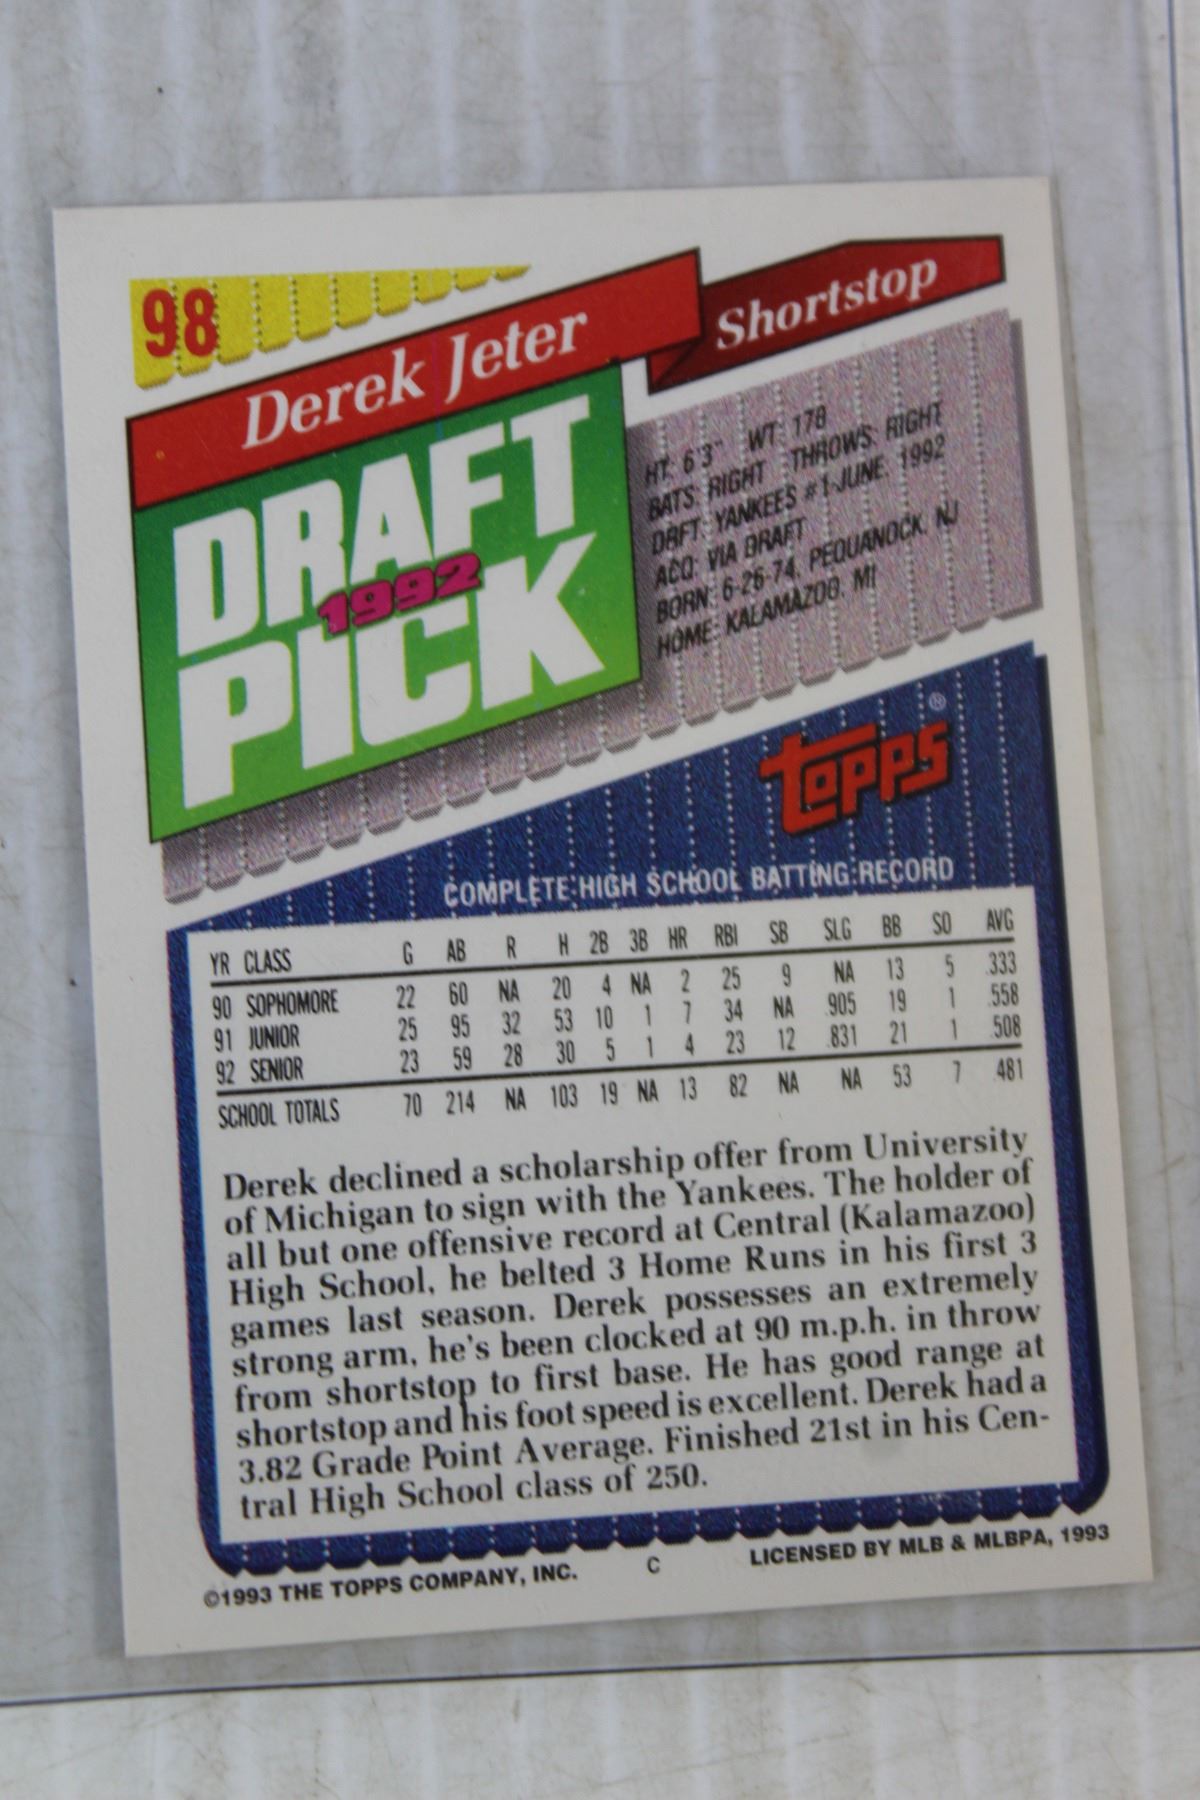 98
Derek Jeter
Shortstop
DRAFT
1992
PICK
HT: 6'3" WT: 178
BATS: RIGHT THROWS: RIGHT
DRFT: YANKEES #1-JUNE, 1992
ACQ: VIA DRAFT
BORN: 6-26-74, PEQUANOCK, NJ
HOME: KALAMAZOO, MI
topps®
COMPLETE HIGH SCHOOL BATTING RECORD
YR CLASS G AB R H 2B 3B HR RBI SB SLG BB SO AVG
90 SOPHOMORE 22 60 NA 20 4 NA 2 25 9 NA 13 5 .333
91 JUNIOR 25 95 32 53 10 1 7 34 NA .905 19 1 .558
92 SENIOR 23 59 28 30 5 1 4 23 12 .831 21 1 .508
SCHOOL TOTALS 70 214 NA 103 19 NA 13 82 NA NA 53 7 .481
Derek declined a scholarship offer from University
of Michigan to sign with the Yankees. The holder of
all but one offensive record at Central (Kalamazoo)
High School, he belted 3 Home Runs in his first 3
games last season. Derek possesses an extremely
strong arm, he's been clocked at 90 m.p.h. in throw
from shortstop to first base. He has good range at
shortstop and his foot speed is excellent. Derek had a
3.82 Grade Point Average. Finished 21st in his Cen-
tral High School class of 250.
©1993 THE TOPPS COMPANY, INC. C LICENSED BY MLB & MLBPA, 1993